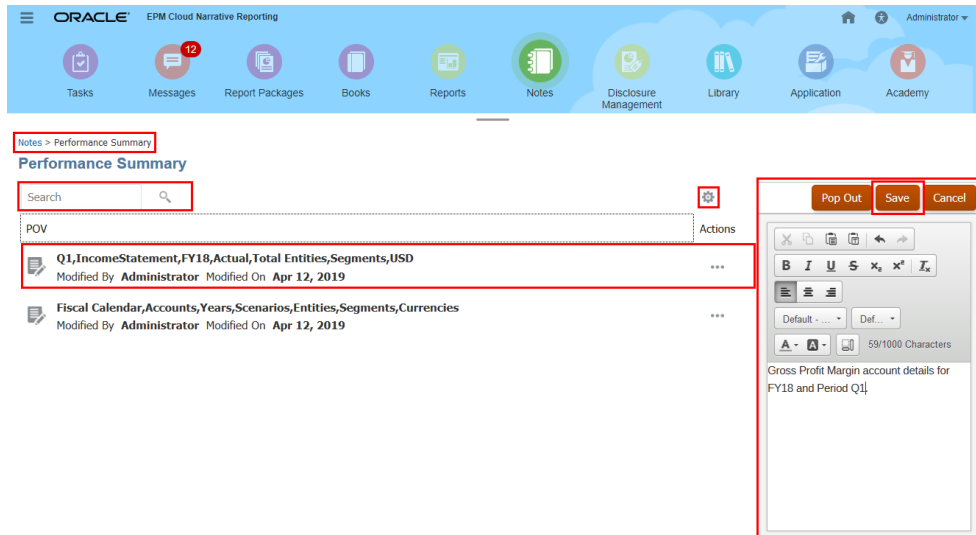 ORACLE' EPM Cloud Narrative Reporting
Administrator
12
Tasks
Messages
Report Packages
Books
Reports
Notes
Disclosure
Management
Library
Application
Academy
Notes > Performance Summary
Performance Summary
Search
Pop Out
Save
Cancel
POV
Actions
Q1,IncomeStatement,FY18,Actual,Total Entities,Segments,USD
Modified By Administrator Modified On Apr 12, 2019
Fiscal Calendar,Accounts,Years,Scenarios,Entities,Segments,Currencies
Modified By Administrator Modified On Apr 12, 2019
B I U S x₂ x² Tx
Default - ...
Def...
A A 59/1000 Characters
Gross Profit Margin account details for
FY18 and Period Q1.